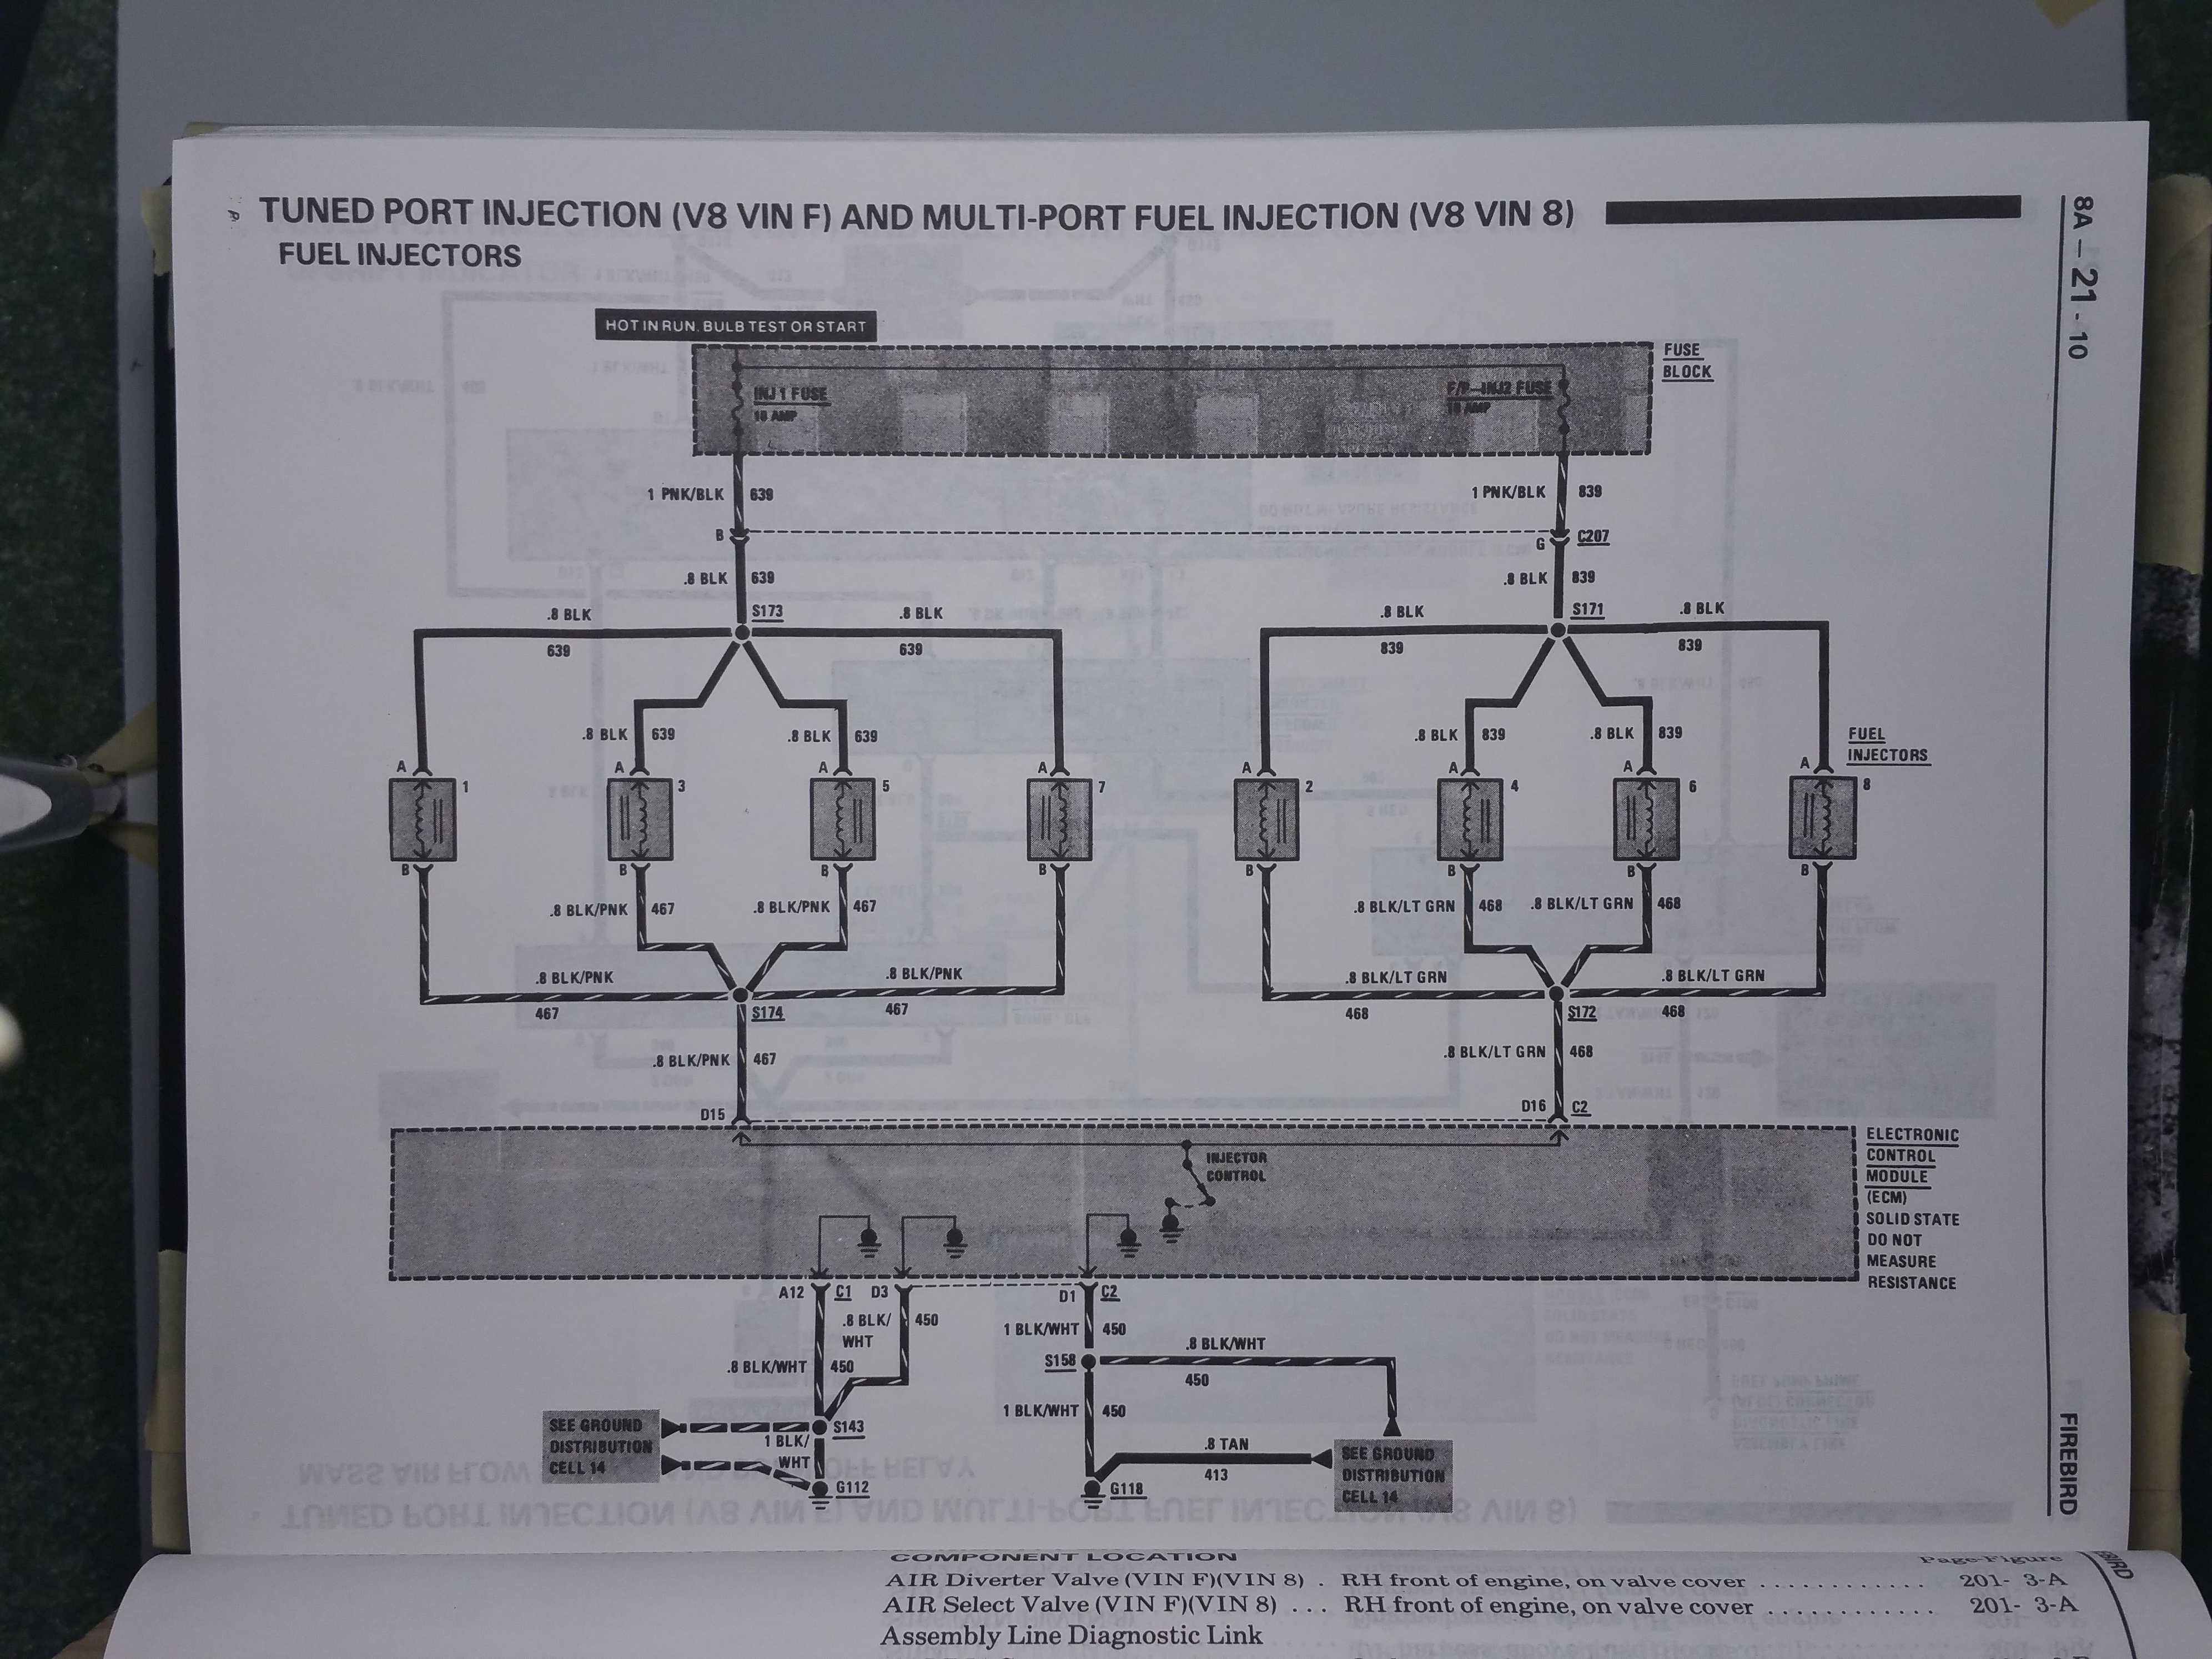 TUNED PORT INJECTION (V8 VIN F) AND MULTI-PORT FUEL INJECTION (V8 VIN 8)
FUEL INJECTORS
8A - 21 - 10
FIREBIRD
HOT IN RUN, BULB TEST OR START
FUSE
BLOCK
INJ 1 FUSE
10 AMP
F/P-INJ2 FUSE
10 AMP
1 PNK/BLK 639
1 PNK/BLK 839
B
G C207
.8 BLK 639
.8 BLK 839
S173
S171
.8 BLK
639
.8 BLK
639
.8 BLK
839
.8 BLK
839
.8 BLK 639
.8 BLK 639
.8 BLK 839
.8 BLK 839
FUEL
INJECTORS
A 1
A 3
A 5
A 7
A 2
A 4
A 6
A 8
B
B
B
B
B
B
B
B
.8 BLK/PNK 467
.8 BLK/PNK 467
.8 BLK/LT GRN 468
.8 BLK/LT GRN 468
.8 BLK/PNK
467
.8 BLK/PNK
467
.8 BLK/LT GRN
468
.8 BLK/LT GRN
468
S174
S172
.8 BLK/PNK 467
.8 BLK/LT GRN 468
D15
D16 C2
INJECTOR
CONTROL
ELECTRONIC
CONTROL
MODULE
(ECM)
SOLID STATE
DO NOT
MEASURE
RESISTANCE
A12 C1 D3
D1 C2
.8 BLK/
WHT
450
1 BLK/WHT 450
.8 BLK/WHT 450
S158
.8 BLK/WHT
450
1 BLK/WHT 450
SEE GROUND
DISTRIBUTION
CELL 14
S143
1 BLK/
WHT
G112
.8 TAN
413
G118
SEE GROUND
DISTRIBUTION
CELL 14
COMPONENT LOCATION
Page-Figure
AIR Diverter Valve (VIN F)(VIN 8) . RH front of engine, on valve cover . . . . . . . . . . . . 201- 3-A
AIR Select Valve (VIN F)(VIN 8) . . . RH front of engine, on valve cover . . . . . . . . . . . . 201- 3-A
Assembly Line Diagnostic Link